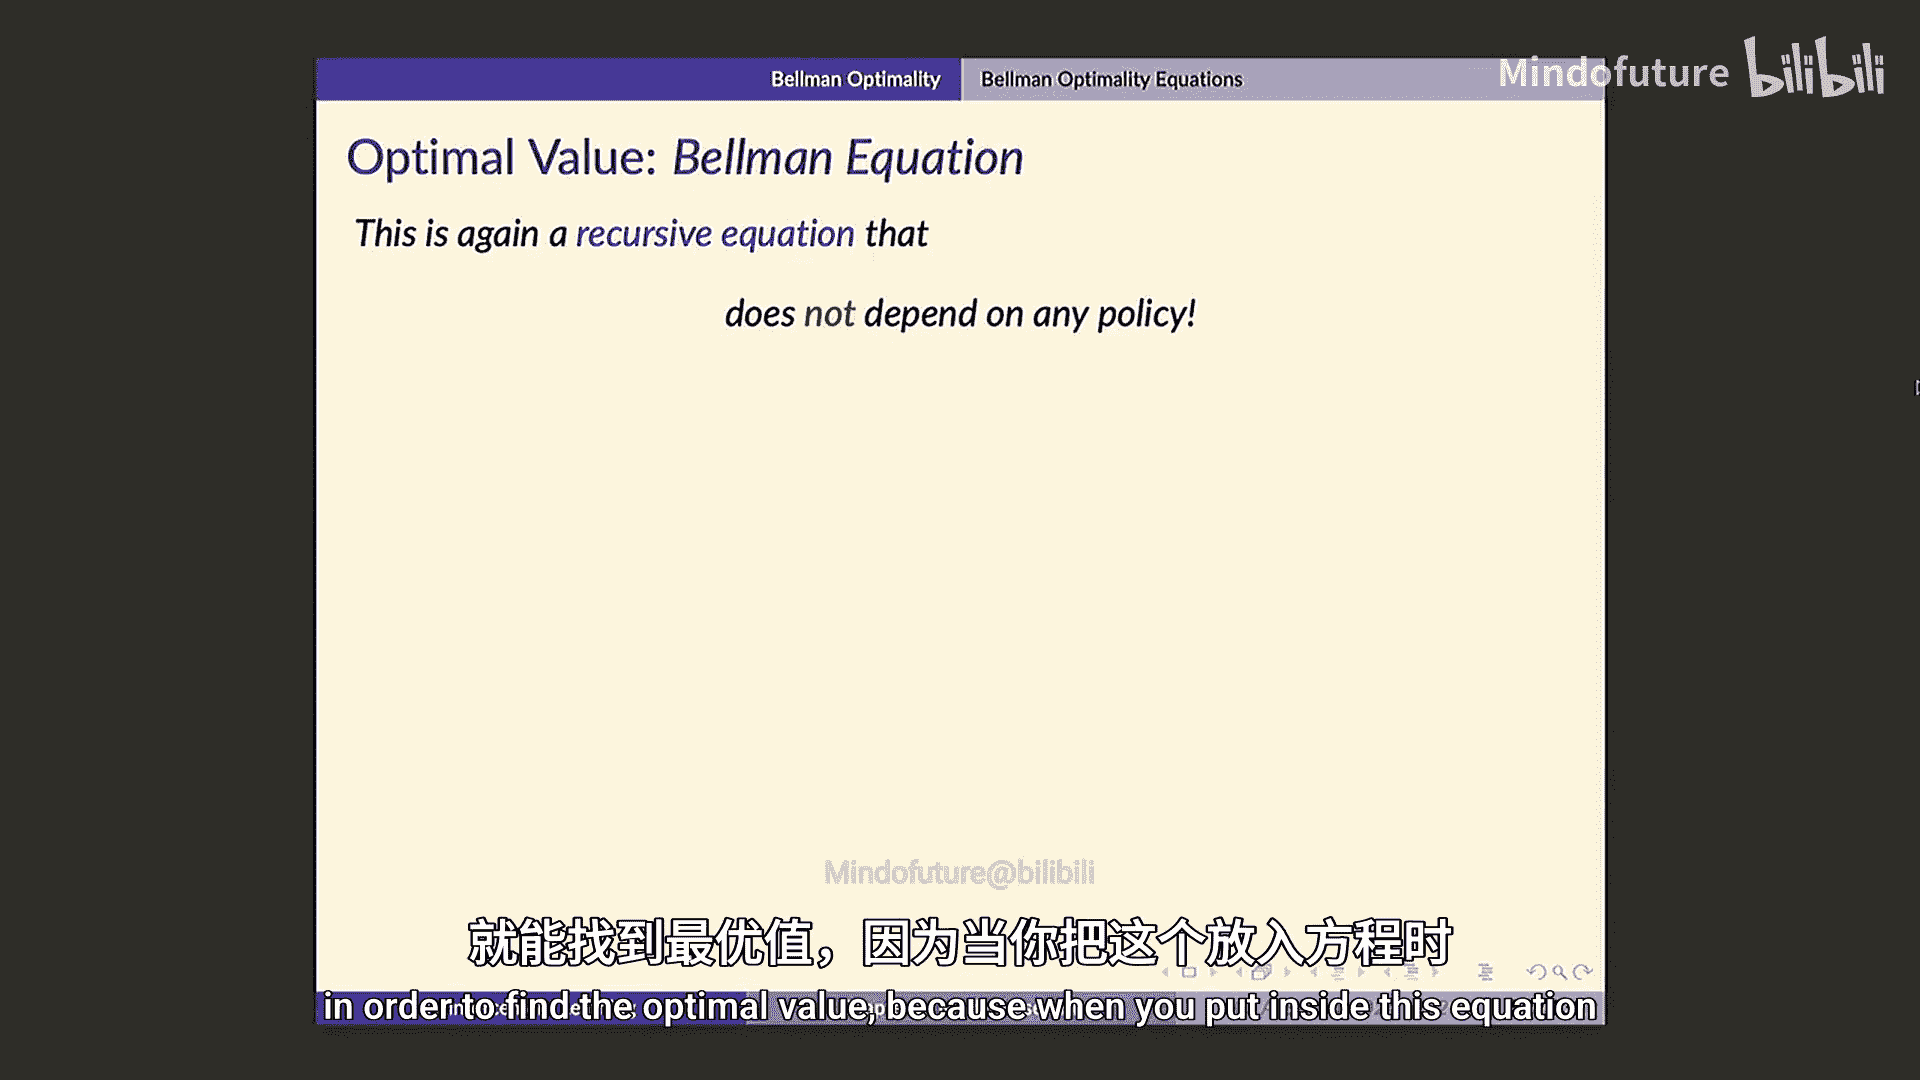 Bellman Optimality
Bellman Optimality Equations
Mindofuture bilibili
Optimal Value: Bellman Equation
This is again a recursive equation that
does not depend on any policy!
Mindofuture@bilibili
就能找到最优值，因为当你把这个放入方程时
in order to find the optimal value, because when you put inside this equation